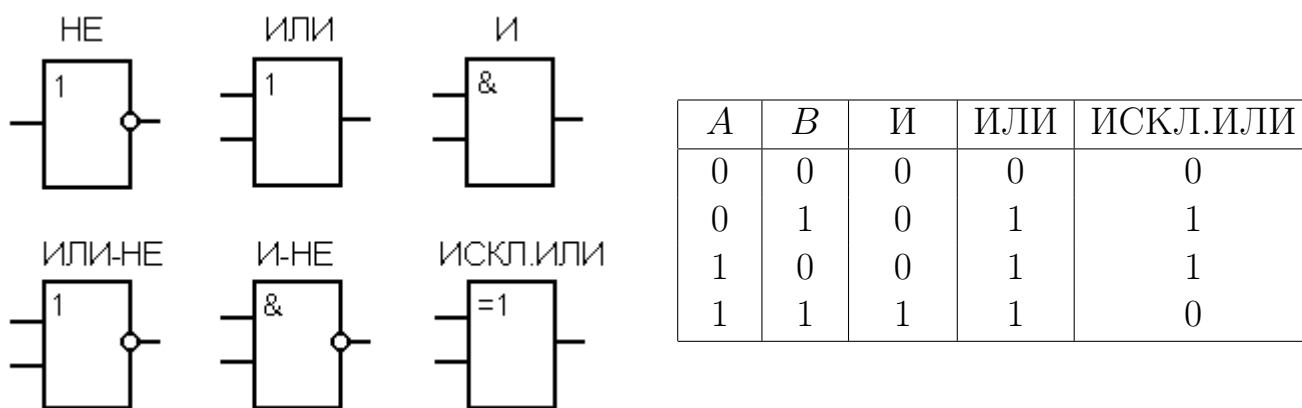 НЕ ИЛИ И
1 1 &
ИЛИ-НЕ И-НЕ ИСКЛ.ИЛИ
1 & =1
A B И ИЛИ ИСКЛ.ИЛИ
0 0 0 0 0
0 1 0 1 1
1 0 0 1 1
1 1 1 1 0